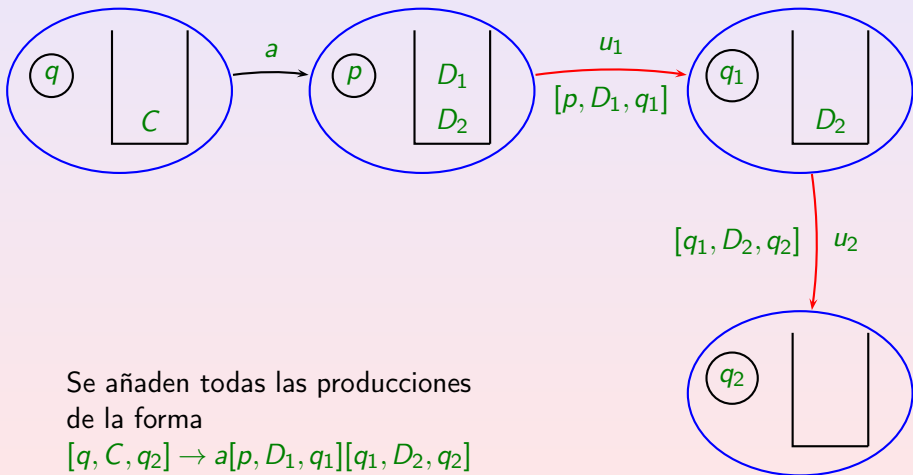 a
u₁
q
C
p
D₁
D₂
[p, D₁, q₁]
q₁
D₂
[q₁, D₂, q₂]
u₂
q₂
Se añaden todas las producciones
de la forma
[q, C, q₂] → a[p, D₁, q₁][q₁, D₂, q₂]